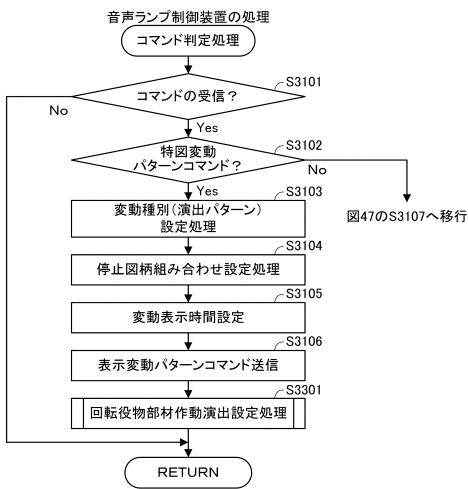 音声ランプ制御装置の処理
コマンド判定処理
S3101
コマンドの受信？
No
Yes
S3102
特図変動
パターンコマンド？
No
Yes
S3103
変動種別(演出パターン)
設定処理
図47のS3107へ移行
S3104
停止図柄組み合わせ設定処理
S3105
変動表示時間設定
S3106
表示変動パターンコマンド送信
S3301
回転役物部材作動演出設定処理
RETURN